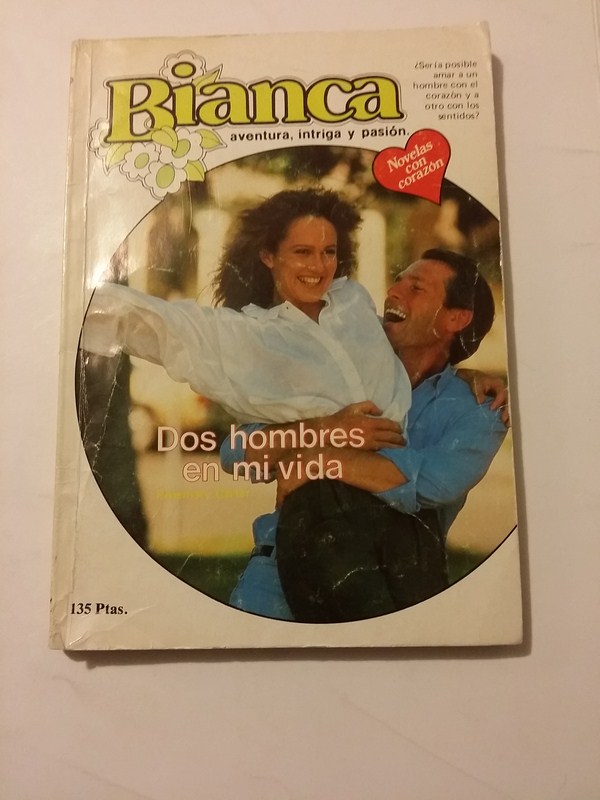 Bianca
aventura, intriga y pasión.
¿Sería posible
amar a un
hombre con el
corazón y a
otro con los
sentidos?
Novelas
con
corazón
Dos hombres
en mi vida
135 Ptas.